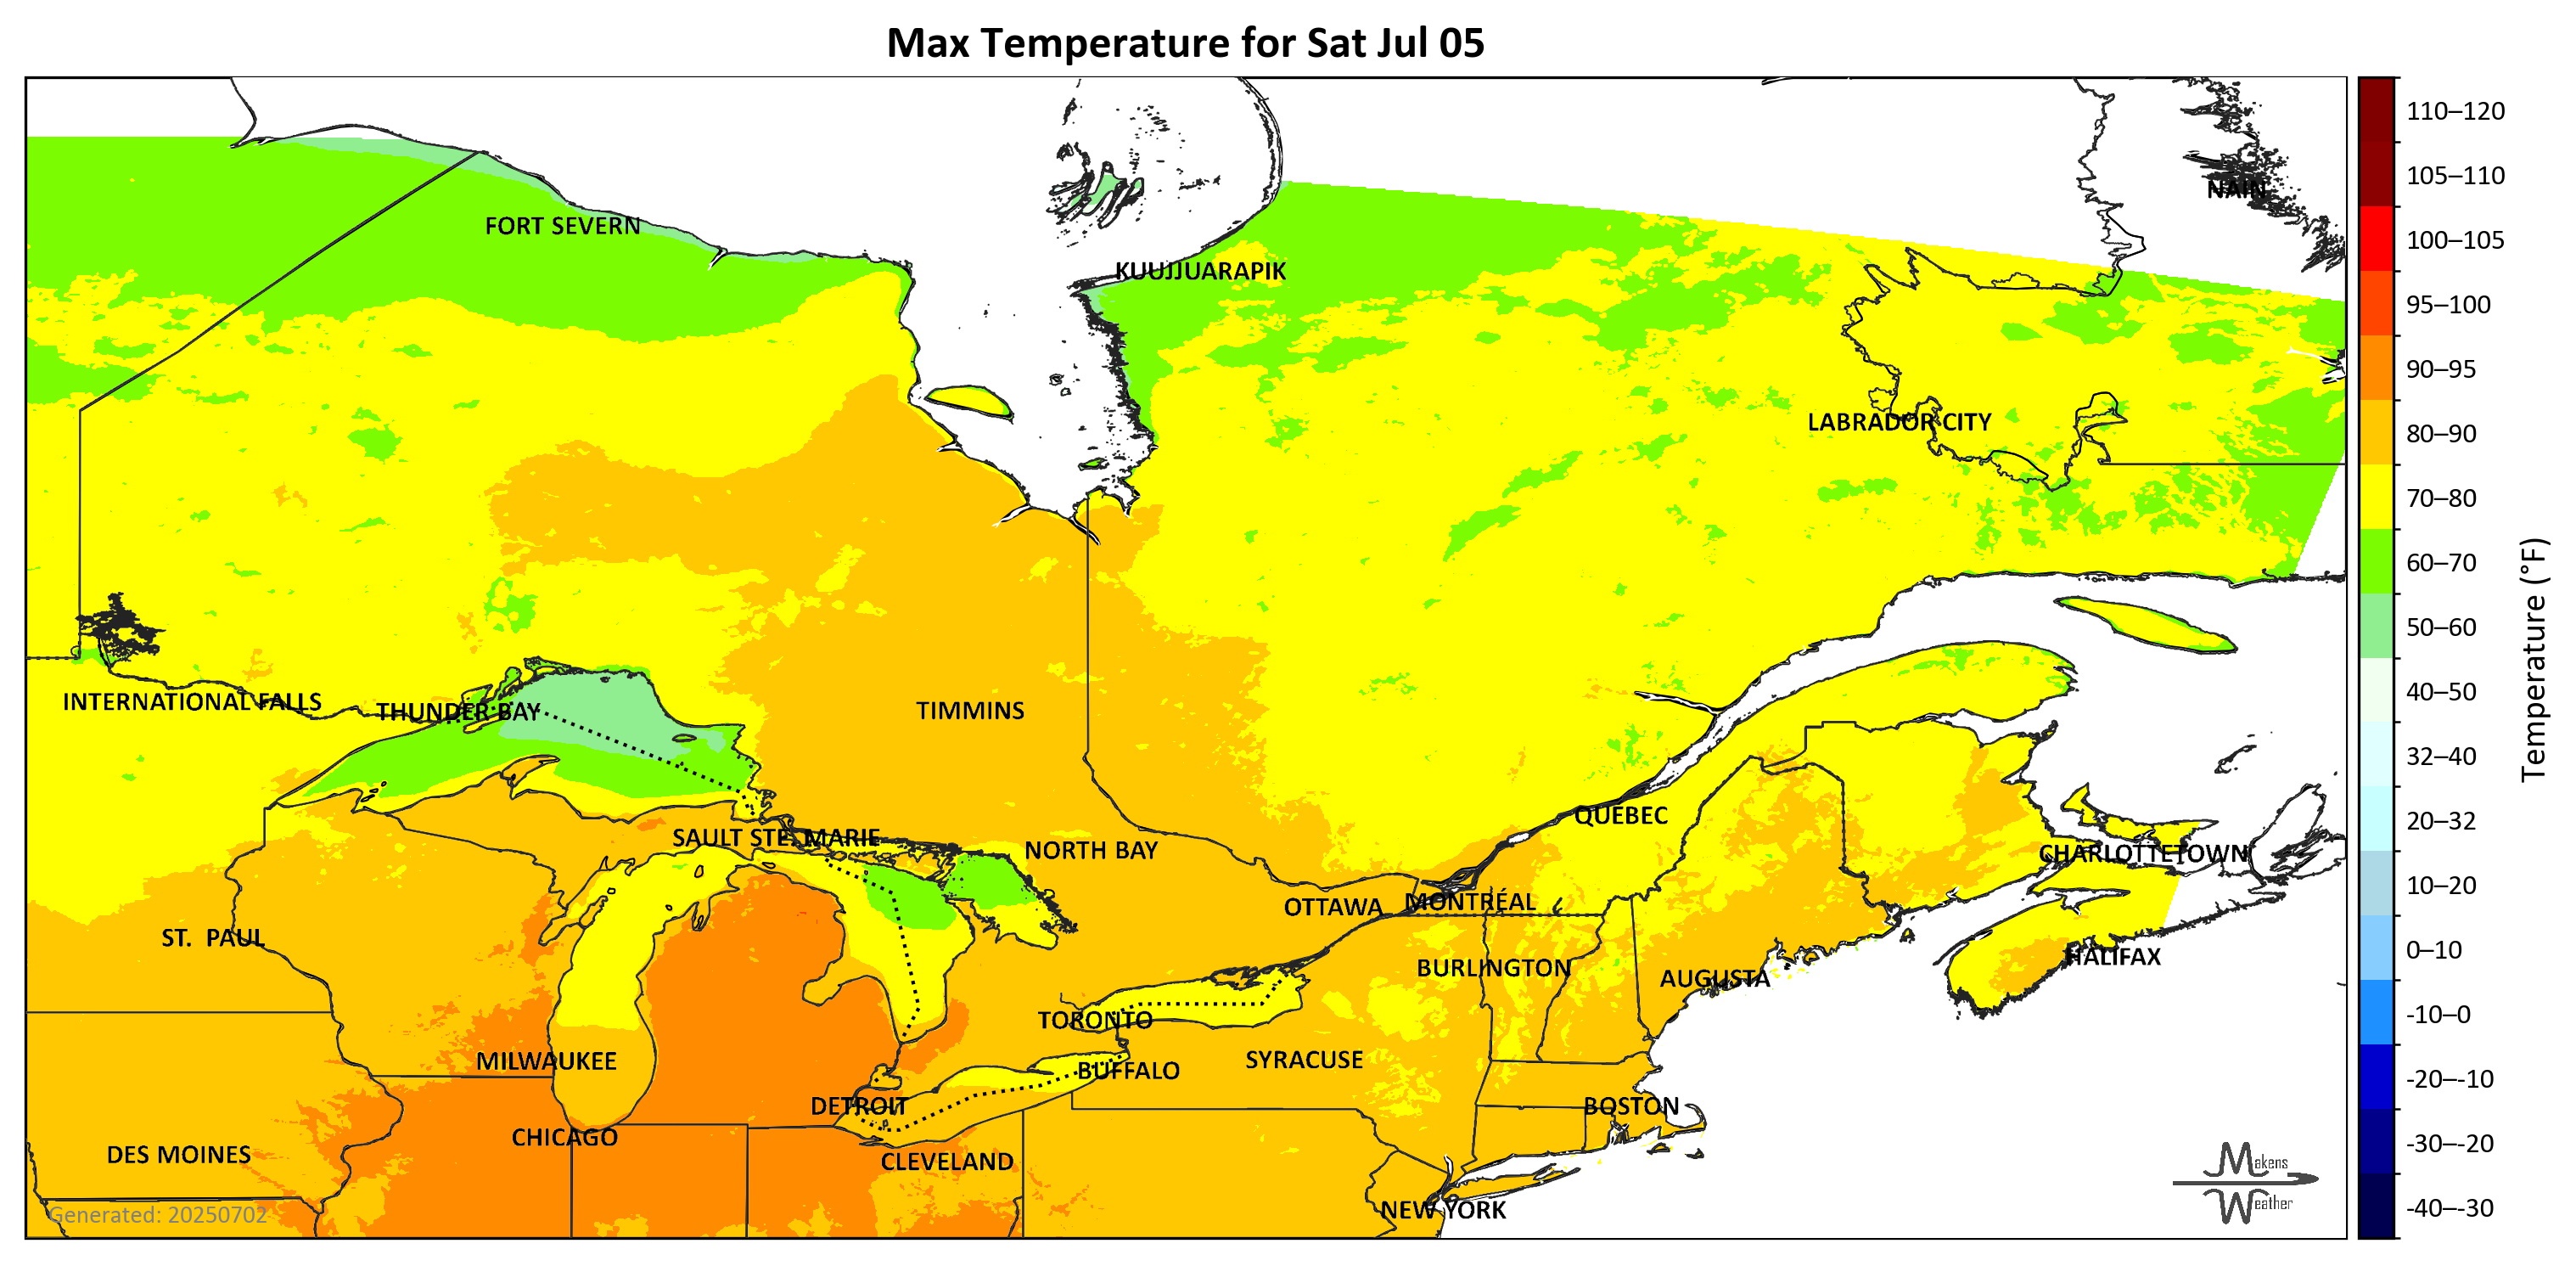 Max Temperature for Sat Jul 05
110–120
105–110
NAIN
FORT SEVERN
100–105
KUUJJUARAPIK
95–100
90–95
LABRADOR CITY
80–90
70–80
60–70
50–60
Temperature (°F)
INTERNATIONAL FALLS
THUNDER BAY
TIMMINS
40–50
32–40
QUEBEC
20–32
SAULT STE. MARIE
NORTH BAY
CHARLOTTETOWN
10–20
OTTAWA
MONTRÉAL
ST. PAUL
0–10
HALIFAX
BURLINGTON
AUGUSTA
-10–0
TORONTO
MILWAUKEE
SYRACUSE
BUFFALO
-20–-10
DETROIT
BOSTON
CHICAGO
-30–-20
DES MOINES
CLEVELAND
Makens
Weather
-40–-30
NEW YORK
Generated: 20250702